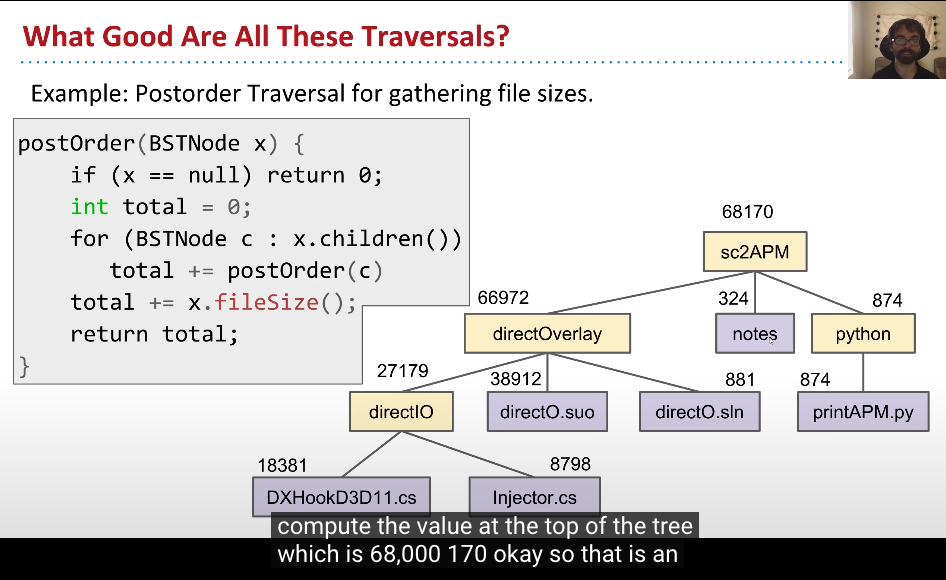 What Good Are All These Traversals?
Example: Postorder Traversal for gathering file sizes.
postOrder(BSTNode x) {
if (x == null) return 0;
int total = 0;
for (BSTNode c : x.children())
total += postOrder(c)
total += x.fileSize();
return total;
}
68170
sc2APM
66972
324
874
directOverlay
notes
python
27179
38912
881
874
directIO
directO.suo
directO.sln
printAPM.py
18381
8798
DXHookD3D11.cs
Injector.cs
compute the value at the top of the tree
which is 68,000 170 okay so that is an